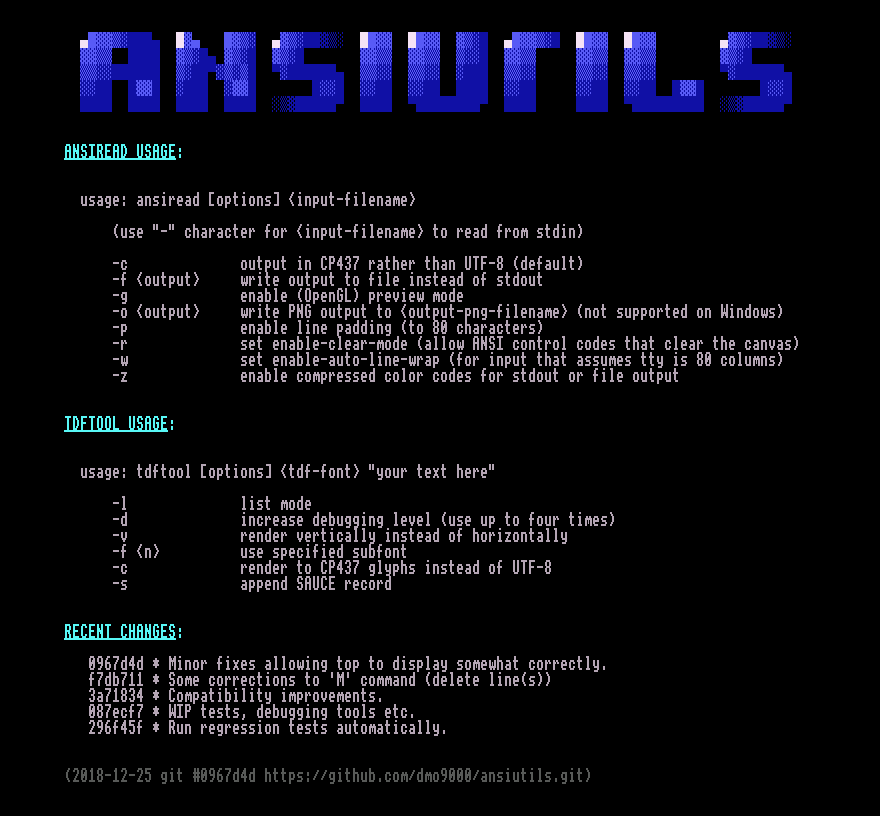 ANSIUTILS
ANSIREAD USAGE:
usage: ansiread [options] <input-filename>
(use "-" character for <input-filename> to read from stdin)
-c output in CP437 rather than UTF-8 (default)
-f <output> write output to file instead of stdout
-g enable (OpenGL) preview mode
-o <output> write PNG output to <output-png-filename> (not supported on Windows)
-p enable line padding (to 80 characters)
-r set enable-clear-mode (allow ANSI control codes that clear the canvas)
-w set enable-auto-line-wrap (for input that assumes tty is 80 columns)
-z enable compressed color codes for stdout or file output
TDFTOOL USAGE:
usage: tdftool [options] <tdf-font> "your text here"
-l list mode
-d increase debugging level (use up to four times)
-v render vertically instead of horizontally
-f <n> use specified subfont
-c render to CP437 glyphs instead of UTF-8
-s append SAUCE record
RECENT CHANGES:
0967d4d * Minor fixes allowing top to display somewhat correctly.
f7db711 * Some corrections to 'M' command (delete line(s))
3a71834 * Compatibility improvements.
087ecf7 * WIP tests, debugging tools etc.
296f45f * Run regression tests automatically.
(2018-12-25 git #0967d4d https://github.com/dmo9000/ansiutils.git)